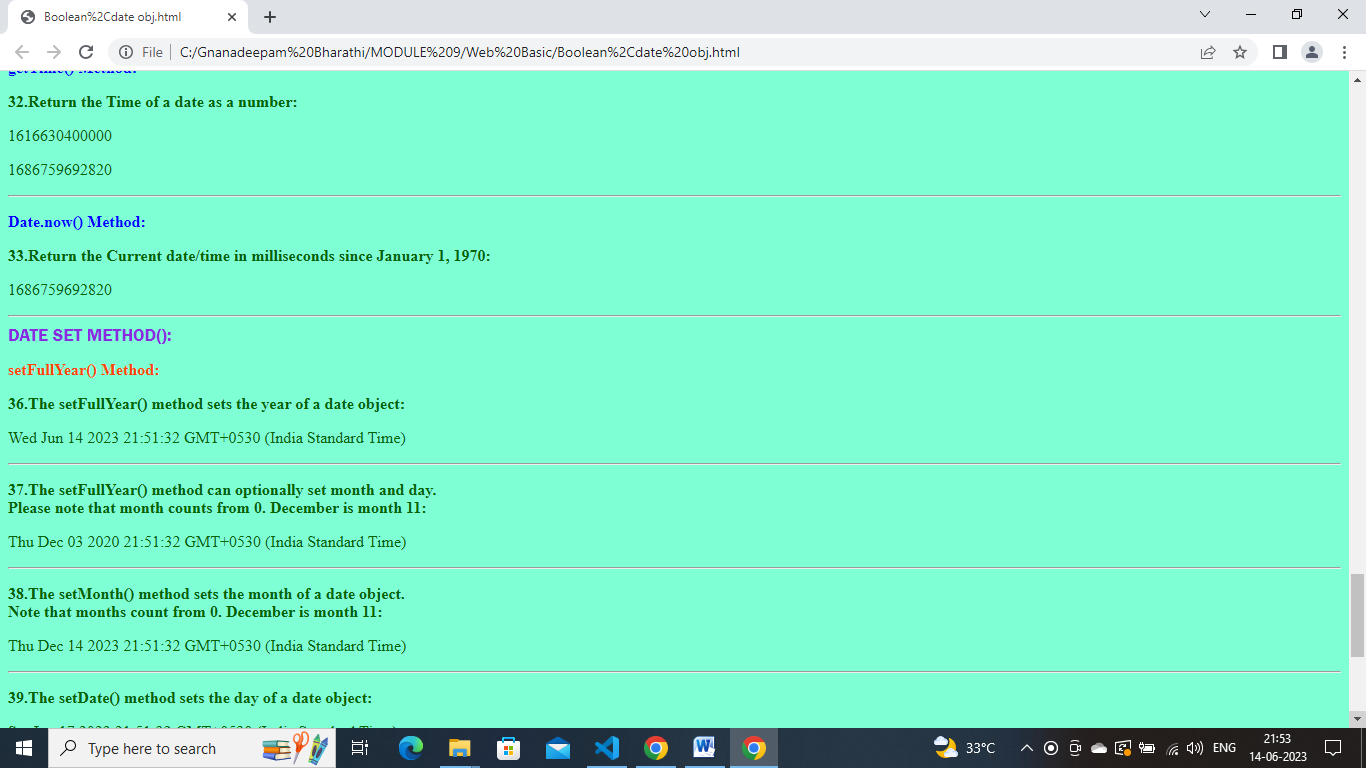 Boolean%2Cdate obj.html
File
C:/Gnanadeepam%20Bharathi/MODULE%209/Web%20Basic/Boolean%2Cdate%20obj.html
getTime() Method:
32.Return the Time of a date as a number:
1616630400000
1686759692820
Date.now() Method:
33.Return the Current date/time in milliseconds since January 1, 1970:
1686759692820
DATE SET METHOD():
setFullYear() Method:
36.The setFullYear() method sets the year of a date object:
Wed Jun 14 2023 21:51:32 GMT+0530 (India Standard Time)
37.The setFullYear() method can optionally set month and day.
Please note that month counts from 0. December is month 11:
Thu Dec 03 2020 21:51:32 GMT+0530 (India Standard Time)
38.The setMonth() method sets the month of a date object.
Note that months count from 0. December is month 11:
Thu Dec 14 2023 21:51:32 GMT+0530 (India Standard Time)
39.The setDate() method sets the day of a date object:
Type here to search
33°C
ENG
21:53
14-06-2023